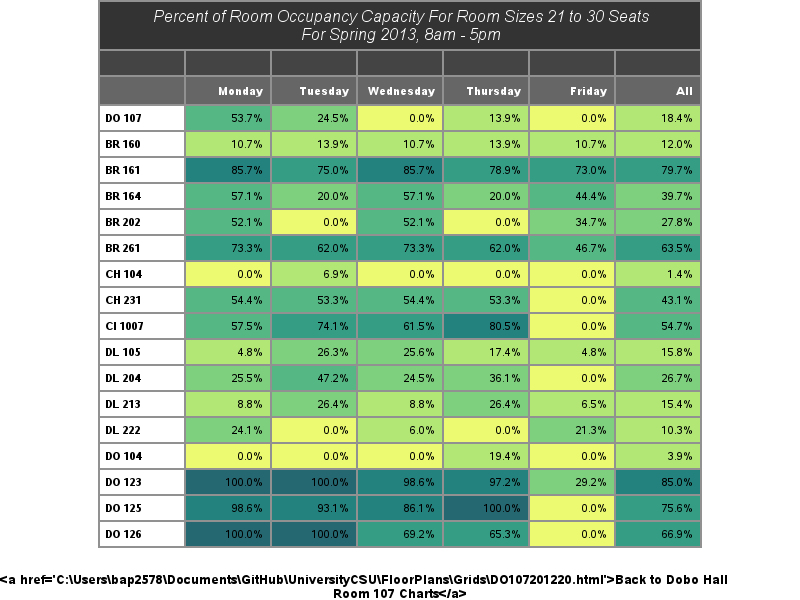 Percent of Room Occupancy Capacity For Room Sizes 21 to 30 Seats
For Spring 2013, 8am - 5pm
Monday Tuesday Wednesday Thursday Friday All
DO 107 53.7% 24.5% 0.0% 13.9% 0.0% 18.4%
BR 160 10.7% 13.9% 10.7% 13.9% 10.7% 12.0%
BR 161 85.7% 75.0% 85.7% 78.9% 73.0% 79.7%
BR 164 57.1% 20.0% 57.1% 20.0% 44.4% 39.7%
BR 202 52.1% 0.0% 52.1% 0.0% 34.7% 27.8%
BR 261 73.3% 62.0% 73.3% 62.0% 46.7% 63.5%
CH 104 0.0% 6.9% 0.0% 0.0% 0.0% 1.4%
CH 231 54.4% 53.3% 54.4% 53.3% 0.0% 43.1%
CI 1007 57.5% 74.1% 61.5% 80.5% 0.0% 54.7%
DL 105 4.8% 26.3% 25.6% 17.4% 4.8% 15.8%
DL 204 25.5% 47.2% 24.5% 36.1% 0.0% 26.7%
DL 213 8.8% 26.4% 8.8% 26.4% 6.5% 15.4%
DL 222 24.1% 0.0% 6.0% 0.0% 21.3% 10.3%
DO 104 0.0% 0.0% 0.0% 19.4% 0.0% 3.9%
DO 123 100.0% 100.0% 98.6% 97.2% 29.2% 85.0%
DO 125 98.6% 93.1% 86.1% 100.0% 0.0% 75.6%
DO 126 100.0% 100.0% 69.2% 65.3% 0.0% 66.9%
<a href='C:\Users\bap2578\Documents\GitHub\UniversityCSU\FloorPlans\Grids\DO107201220.html'>Back to Dobo Hall
Room 107 Charts</a>